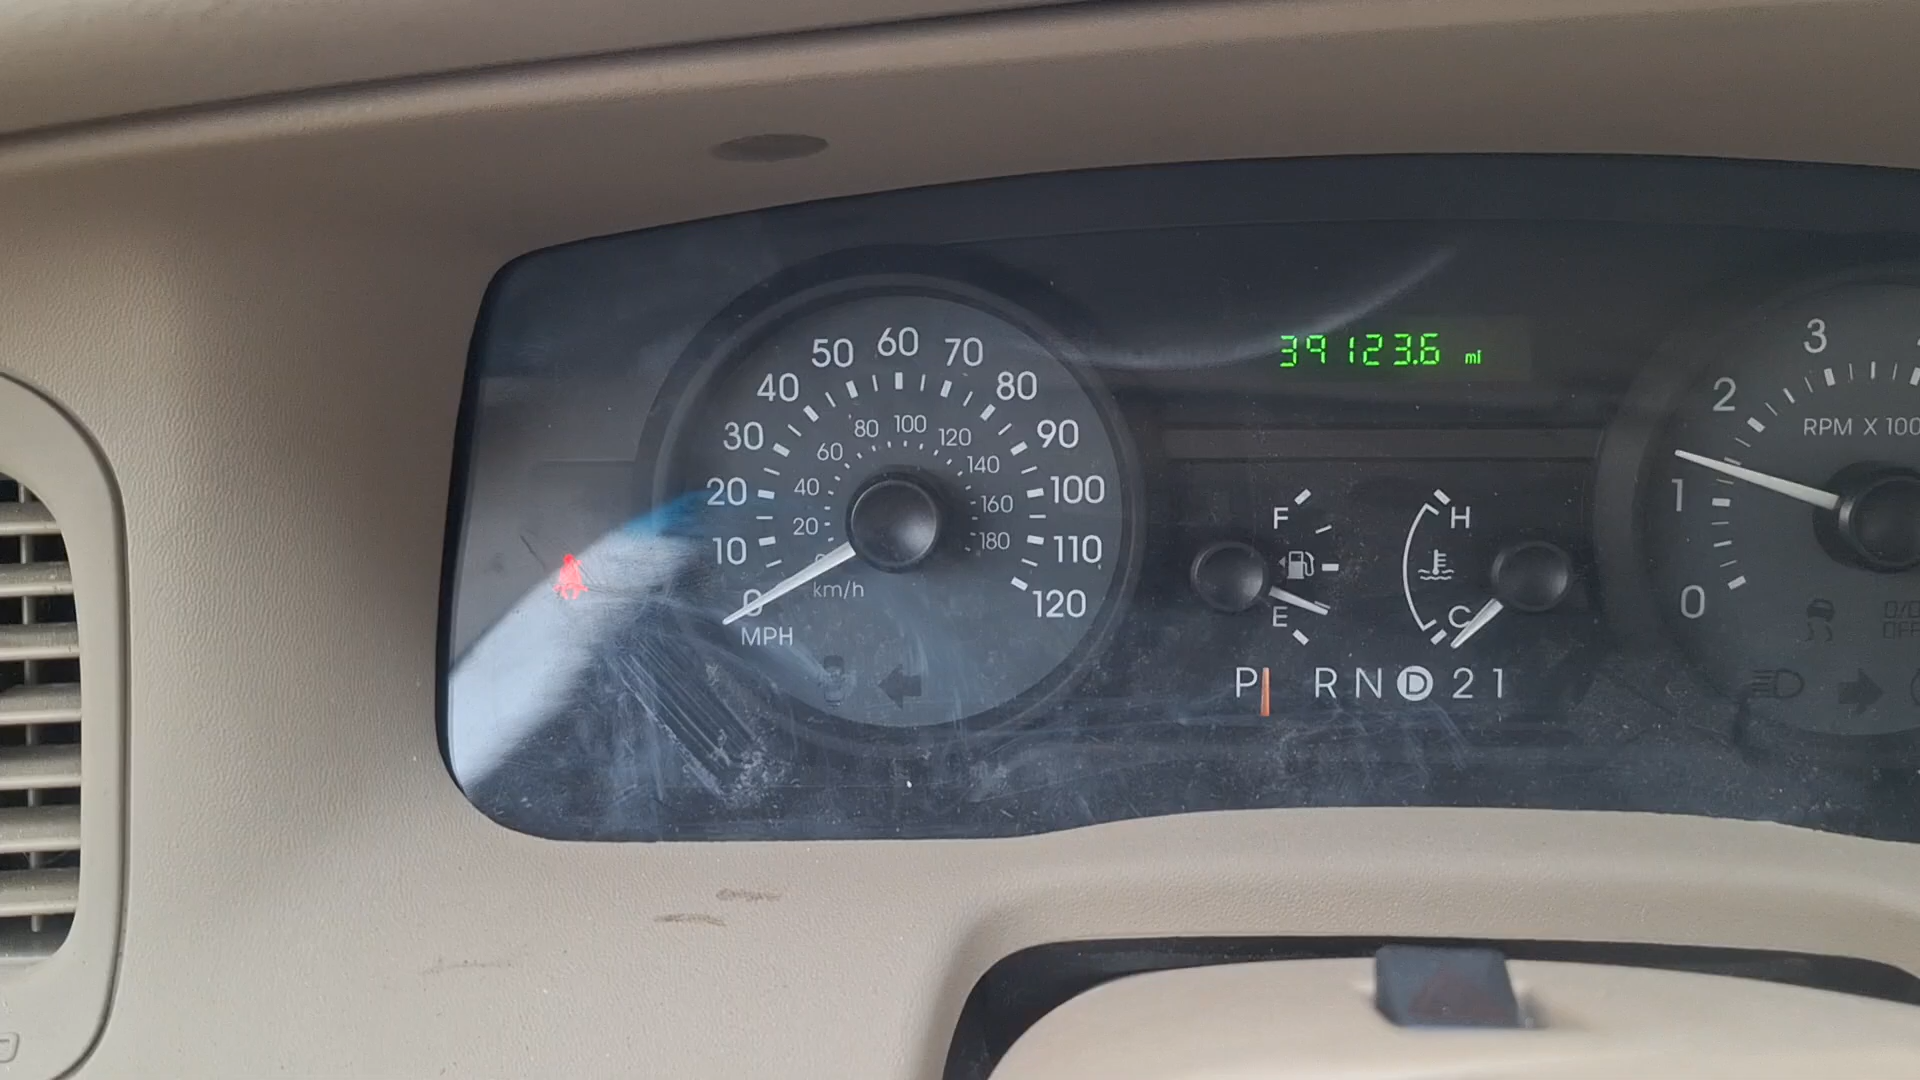 39123.6 mi
50 60 70
40 80
30 90
20 100
10 110
0 120
MPH
80 100 120
60 140
40 160
20 180
km/h
F
E
H
C
P R N D 2 1
3
2
1
0
RPM X 100
O/D
OFF